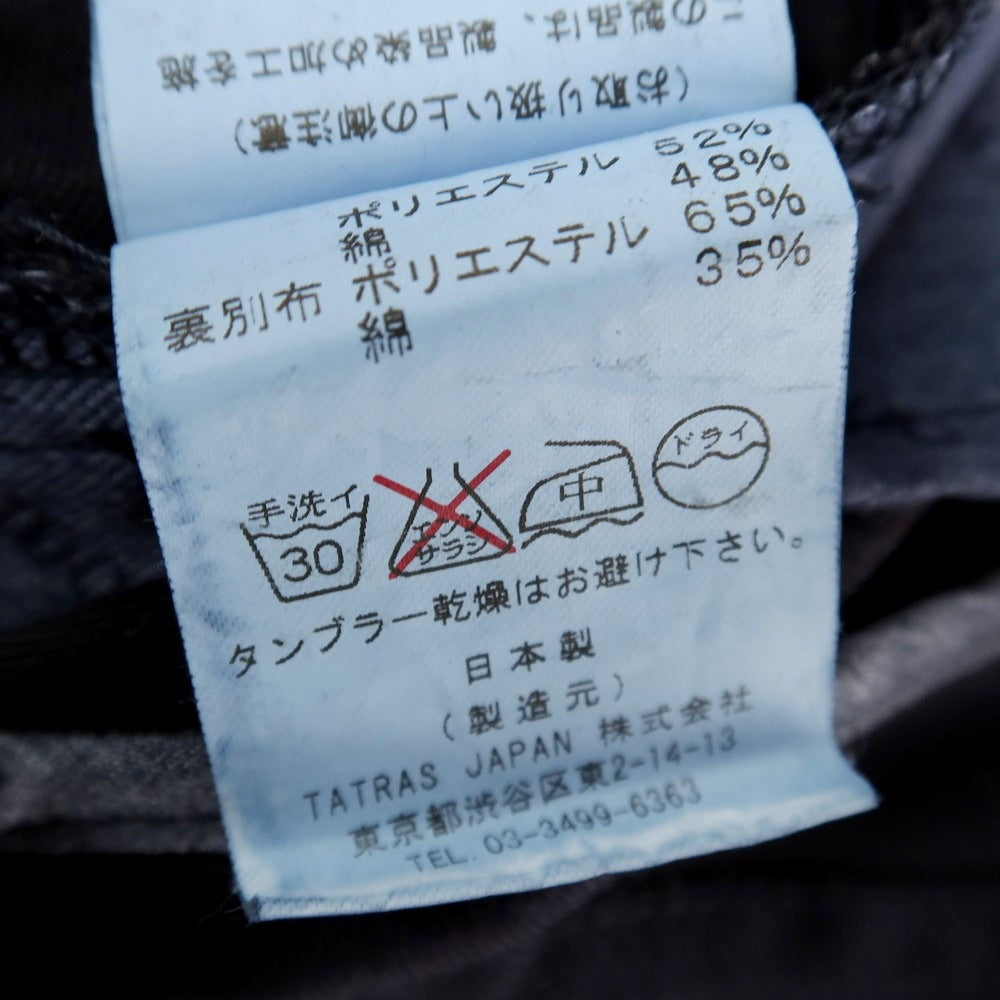 この製品は、製品染め加工を施
(お取り扱い上の御注意)
ポリエステル 52%
綿 48%
裏別布 ポリエステル 65%
綿 35%
手洗イ
30
エンソ
サラシ
中
ドライ
タンブラー乾燥はお避け下さい。
日本製
(製造元)
TATRAS JAPAN 株式会社
東京都渋谷区東2-14-13
TEL. 03-3499-6363